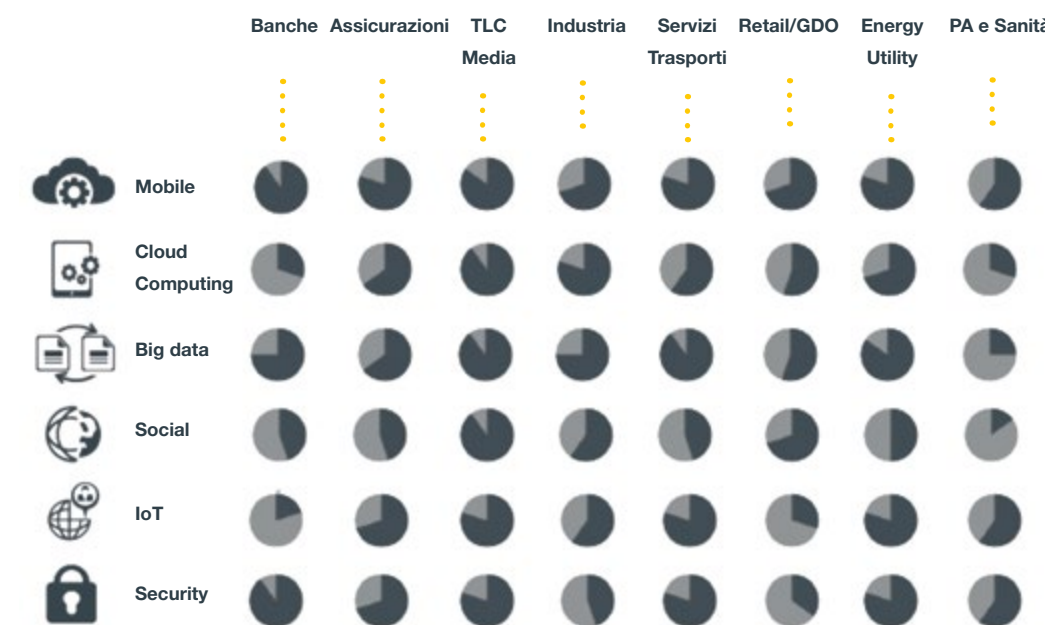 Banche Assicurazioni TLC Industria Servizi Retail/GDO Energy PA e Sanità
Media Trasporti Utility
Mobile
Cloud
Computing
Big data
Social
IoT
Security